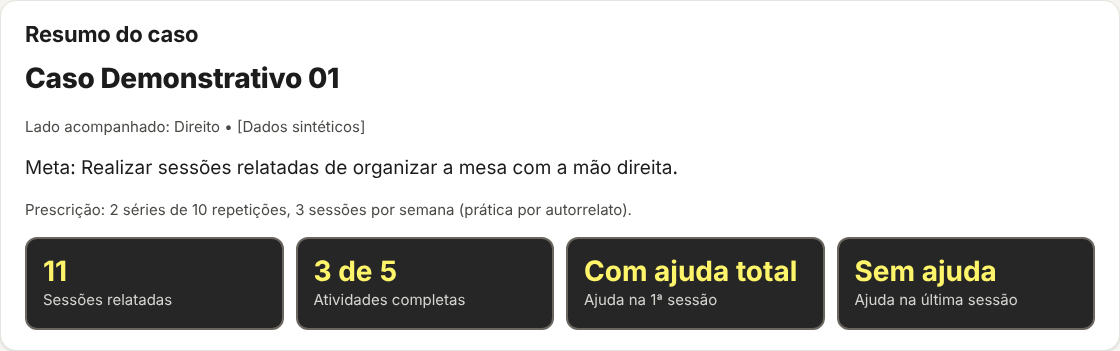 Resumo do caso
Caso Demonstrativo 01
Lado acompanhado: Direito • [Dados sintéticos]
Meta: Realizar sessões relatadas de organizar a mesa com a mão direita.
Prescrição: 2 séries de 10 repetições, 3 sessões por semana (prática por autorrelato).
11
Sessões relatadas
3 de 5
Atividades completas
Com ajuda total
Ajuda na 1ª sessão
Sem ajuda
Ajuda na última sessão